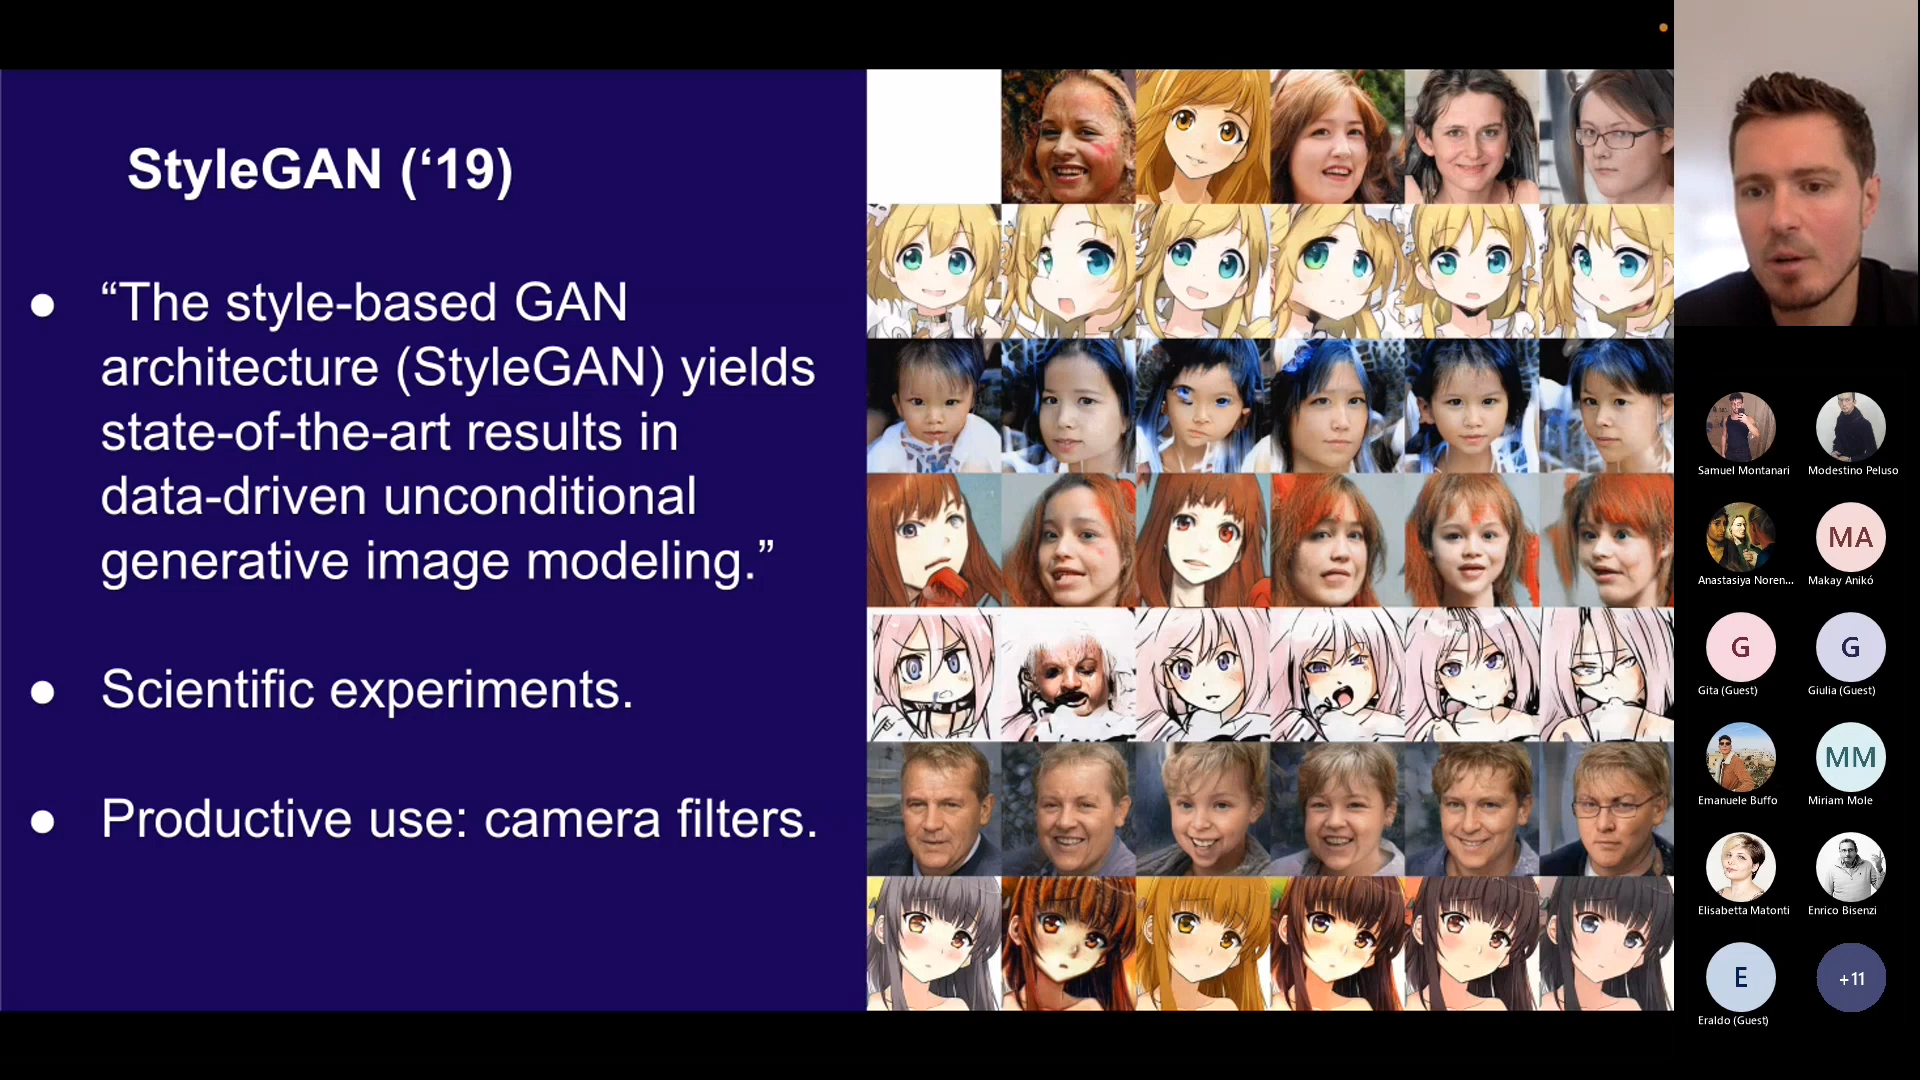 StyleGAN (‘19)
● “The style-based GAN
architecture (StyleGAN) yields
state-of-the-art results in
data-driven unconditional
generative image modeling.”
● Scientific experiments.
● Productive use: camera filters.
Samuel Montanari
Modestino Peluso
MA
Anastasiya Noren...
Makay Anikó
G
G
Gita (Guest)
Giulia (Guest)
MM
Emanuele Buffo
Miriam Mole
Elisabetta Matonti
Enrico Bisenzi
E
+11
Eraldo (Guest)